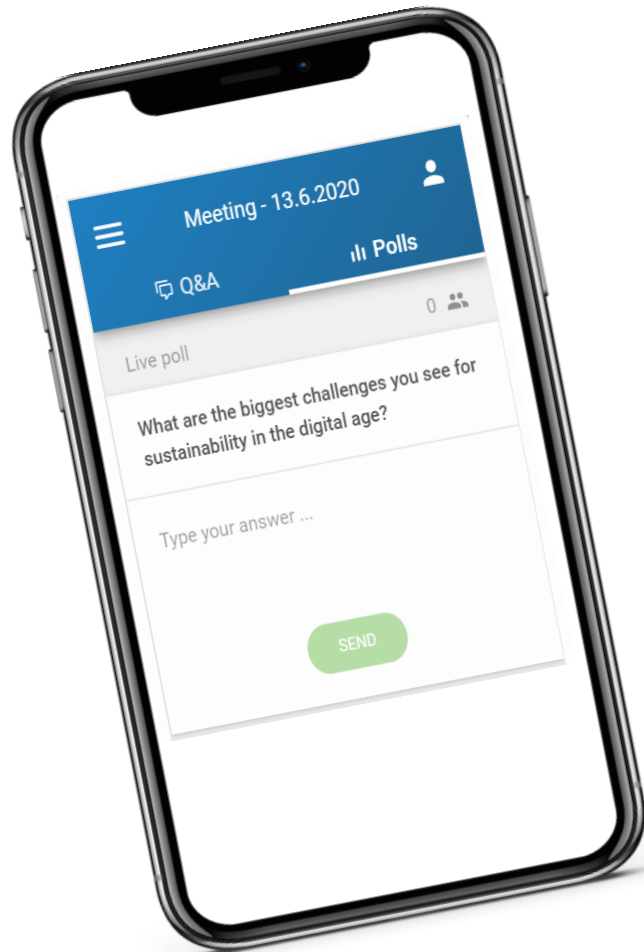 Meeting - 13.6.2020
Q&A
Polls
Live poll
0
What are the biggest challenges you see for
sustainability in the digital age?
Type your answer ...
SEND